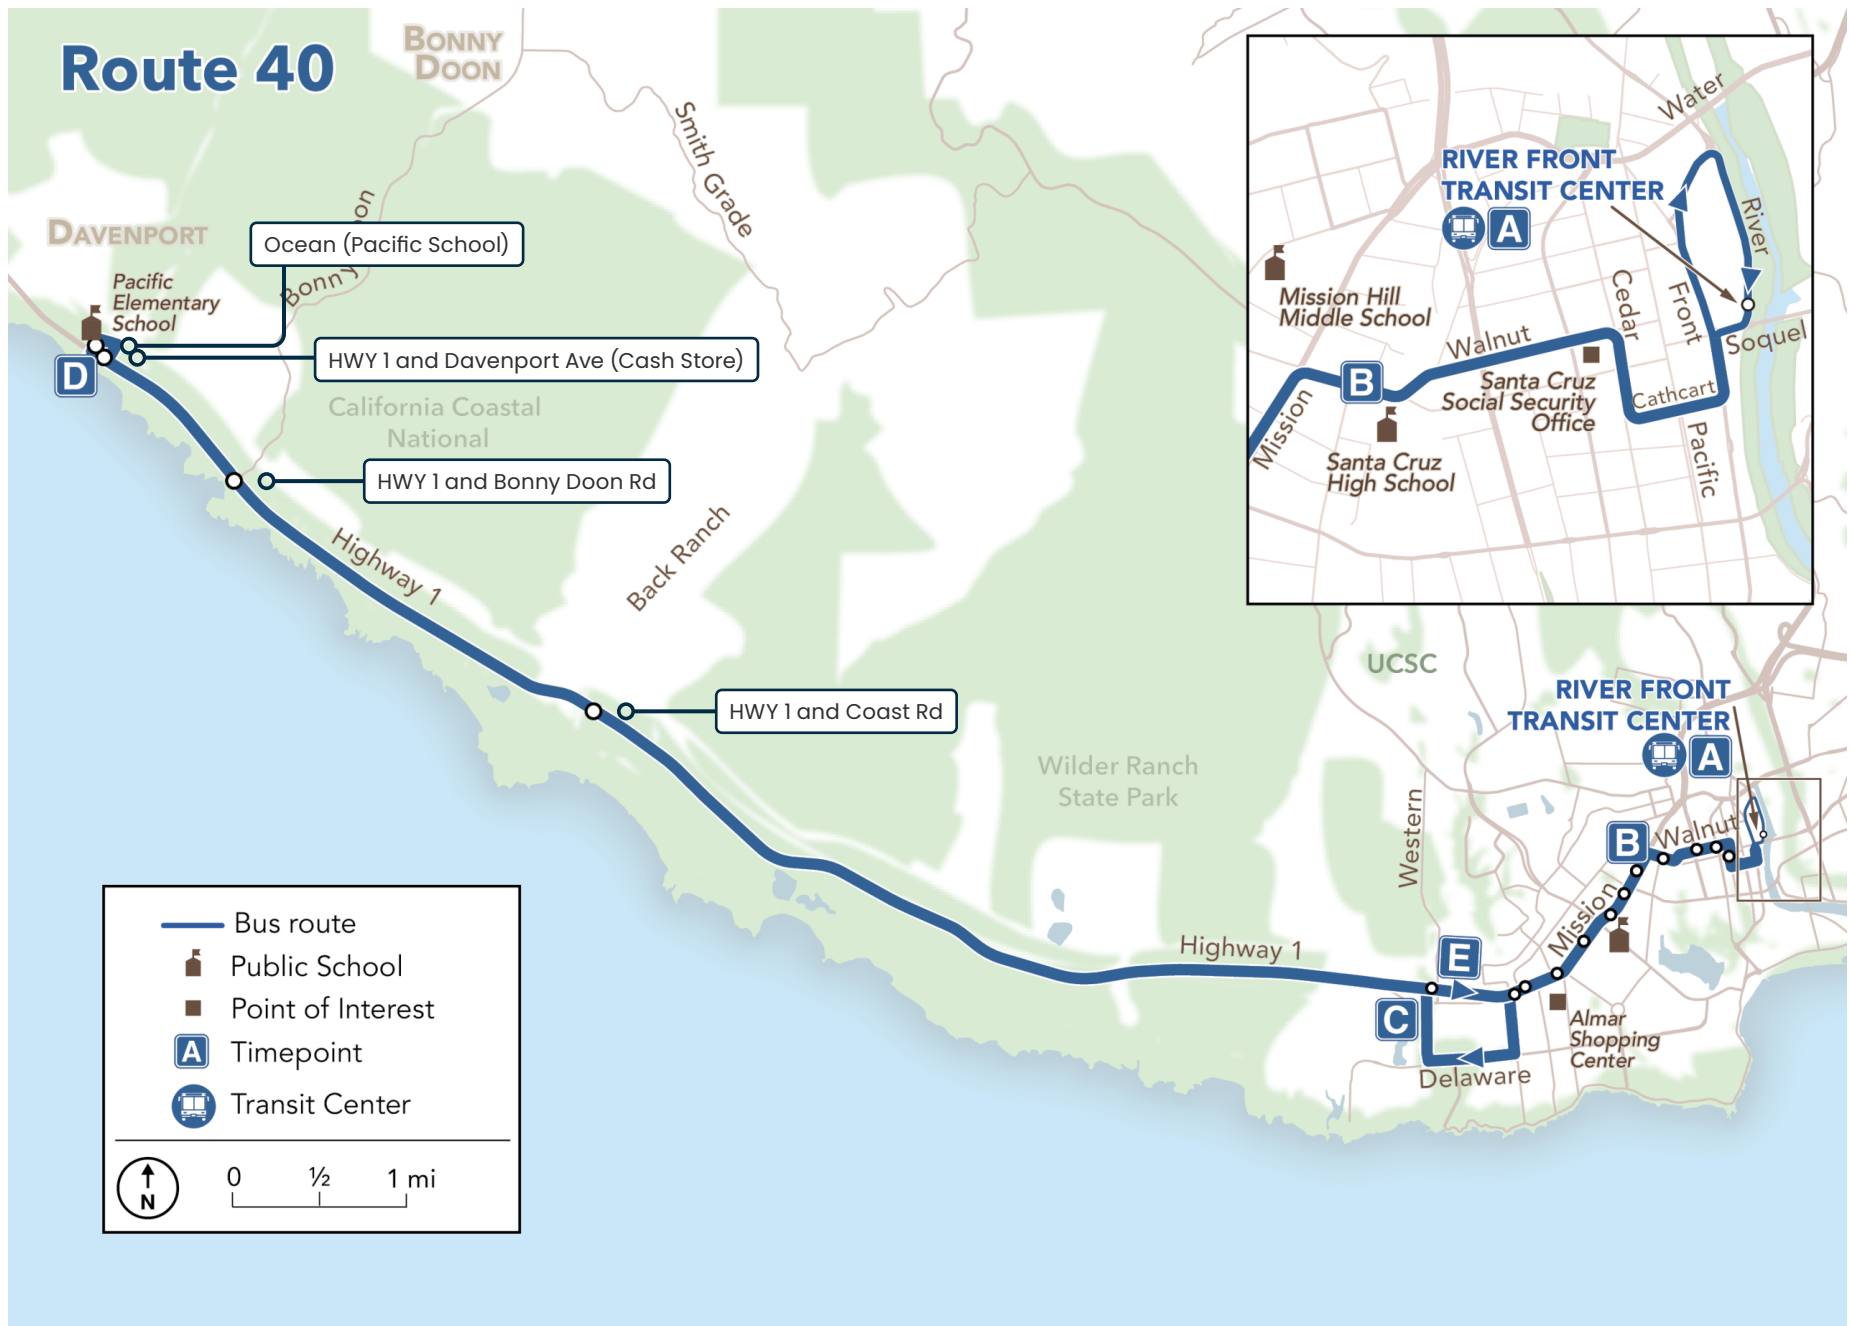 Route 40
BONNY
DOON
Smith Grade
DAVENPORT
Ocean (Pacific School)
Pacific
Elementary
School
HWY 1 and Davenport Ave (Cash Store)
D
California Coastal
National
HWY 1 and Bonny Doon Rd
Highway 1
Back Ranch
HWY 1 and Coast Rd
Wilder Ranch
State Park
Highway 1
Water
RIVER FRONT
TRANSIT CENTER
A
River
Mission Hill
Middle School
Cedar
Front
Soquel
Walnut
B
Santa Cruz
Social Security
Office
Cathcart
Mission
Pacific
Santa Cruz
High School
UCSC
RIVER FRONT
TRANSIT CENTER
A
Western
B
Walnut
Mission
E
C
Almar
Shopping
Center
Delaware
Bus route
Public School
Point of Interest
A Timepoint
Transit Center
N
0 ½ 1 mi